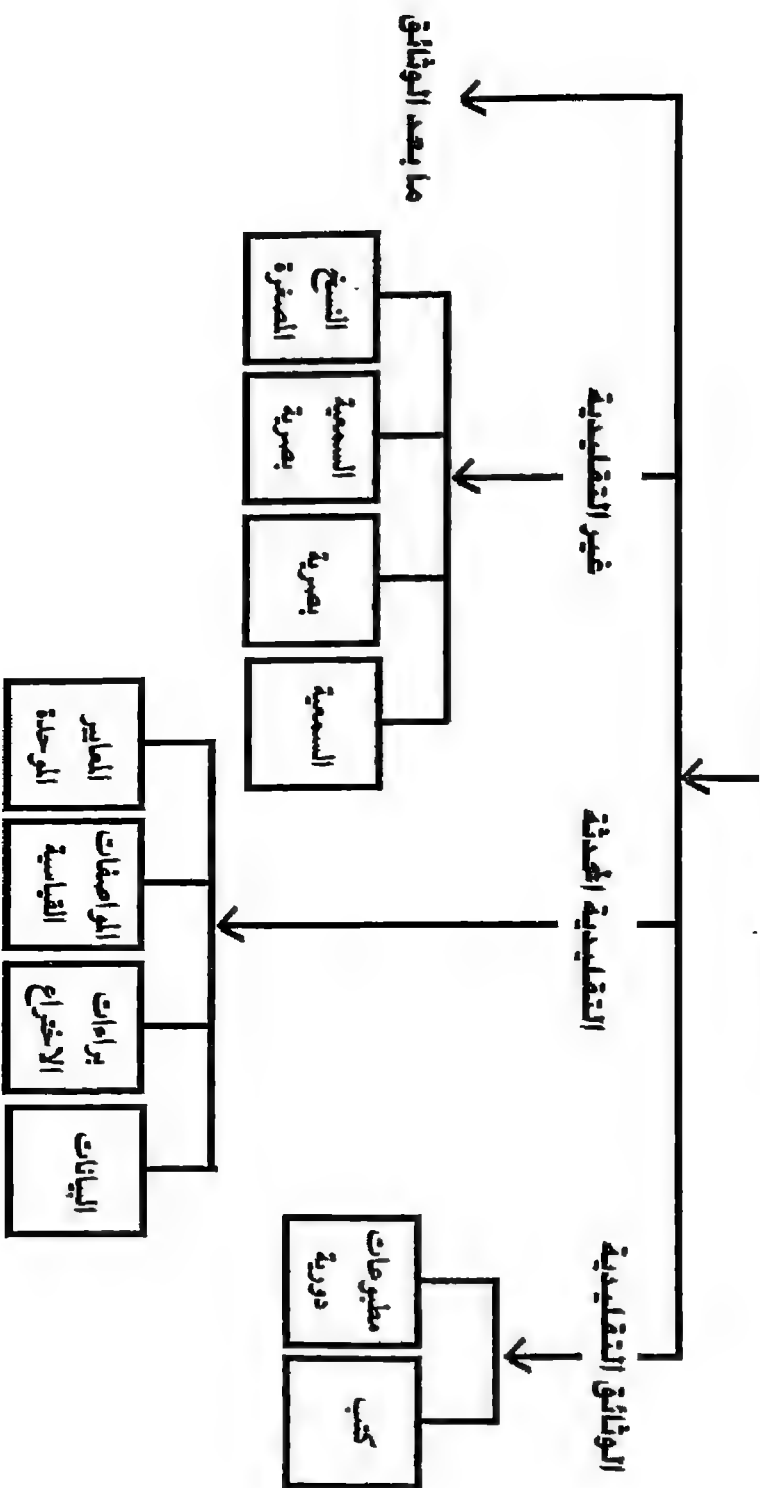 الوثائق التقليدية
كتب
مطبوعات
دورية
التقليدية المحدثة
البيانات
براءات
الاختراع
المواصفات
القياسية
المعايير
الموحدة
غير التقليدية
السمعية
بصرية
السمعية
بصرية
النسخ
المصغرة
ما بعد الوثائق